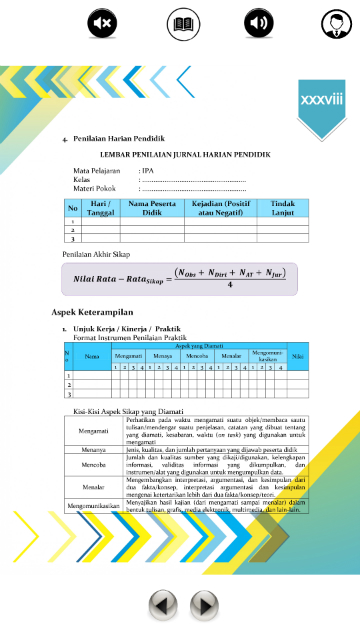 xxxviii
4. Penilaian Harian Pendidik
LEMBAR PENILAIAN JURNAL HARIAN PENDIDIK
Mata Pelajaran : IPA
Kelas : ............................................................
Materi Pokok : ............................................................
No Hari / Tanggal Nama Peserta Didik Kejadian (Positif atau Negatif) Tindak Lanjut
1
2
3
Penilaian Akhir Sikap
Nilai Rata − Rata Sikap = (N Obs + N Diri + N AT + N Jur) / 4
Aspek Keterampilan
1. Unjuk Kerja / Kinerja / Praktik
Format Instrumen Penilaian Praktik
Aspek yang Diamati
No Nama Mengamati Menaya Mencoba Menalar Mengomunikasikan Nilai
1 2 3 4 1 2 3 4 1 2 3 4 1 2 3 4 1 2 3 4
1
2
3
Kisi-Kisi Aspek Sikap yang Diamati
Mengamati
Perhatikan pada waktu mengamati suatu objek/membaca suatu
tulisan/mendengar suatu penjelasan, catatan yang dibuat tentang
yang diamati, kesabaran, waktu (on task) yang digunakan untuk
mengamati
Menanya Jenis, kualitas, dan jumlah pertanyaan yang dijawab peserta didik
Mencoba
Jumlah dan kualitas sumber yang dikaji/digunakan, kelengkapan
informasi, validitas informasi yang dikumpulkan, dan
instrumen/alat yang digunakan untuk mengumpulkan data.
Menalar
Mengembangkan interpretasi, argumentasi, dan kesimpulan dari
dua fakta/konsep, interpretasi argumentasi dan kesimpulan
mengenai keterkaitan lebih dari dua fakta/konsep/teori.
Mengomunikasikan
Menyajikan hasil kajian (dari mengamati sampai menalar) dalam
bentuk tulisan, grafis, media elektronik, multimedia, dan lain-lain.